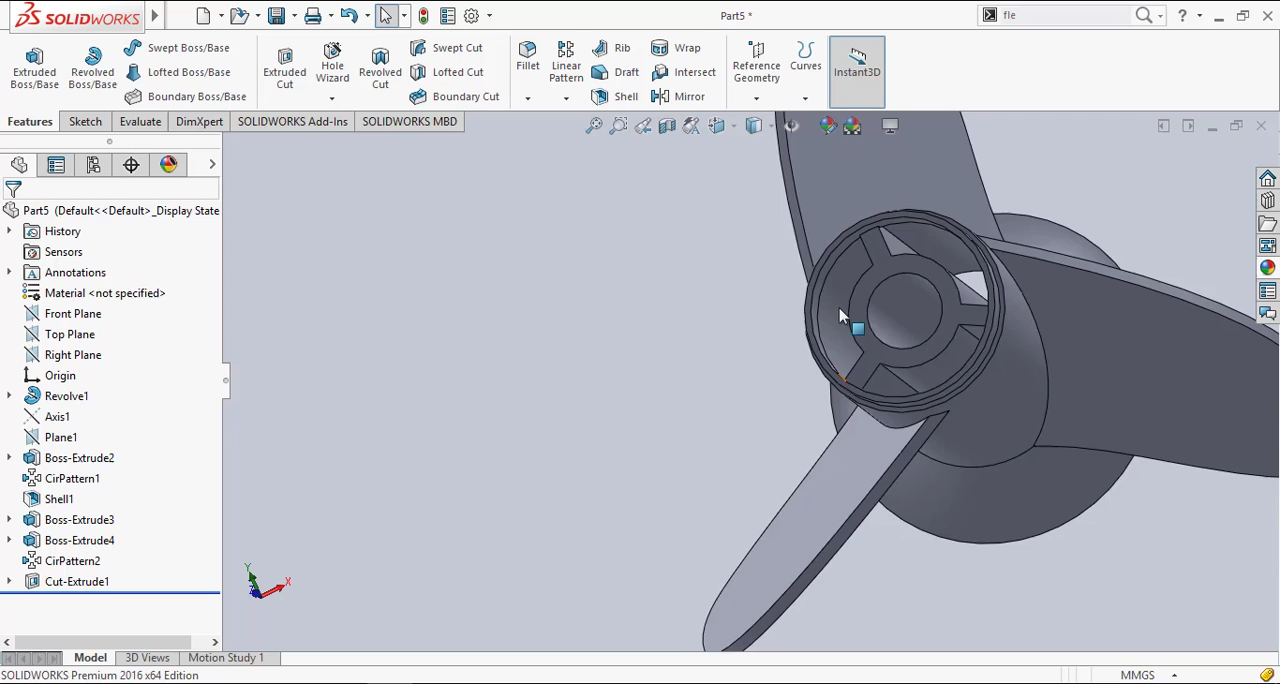 SOLIDWORKS
Part5 *
fle
?
Extruded Boss/Base
Revolved Boss/Base
Swept Boss/Base
Lofted Boss/Base
Boundary Boss/Base
Extruded Cut
Hole Wizard
Revolved Cut
Swept Cut
Lofted Cut
Boundary Cut
Fillet
Linear Pattern
Rib
Draft
Shell
Wrap
Intersect
Mirror
Reference Geometry
Curves
Instant3D
Features
Sketch
Evaluate
DimXpert
SOLIDWORKS Add-Ins
SOLIDWORKS MBD
Part5 (Default<<Default>_Display State
History
Sensors
Annotations
Material <not specified>
Front Plane
Top Plane
Right Plane
Origin
Revolve1
Axis1
Plane1
Boss-Extrude2
CirPattern1
Shell1
Boss-Extrude3
Boss-Extrude4
CirPattern2
Cut-Extrude1
Y
X
Z
Model
3D Views
Motion Study 1
SOLIDWORKS Premium 2016 x64 Edition
MMGS